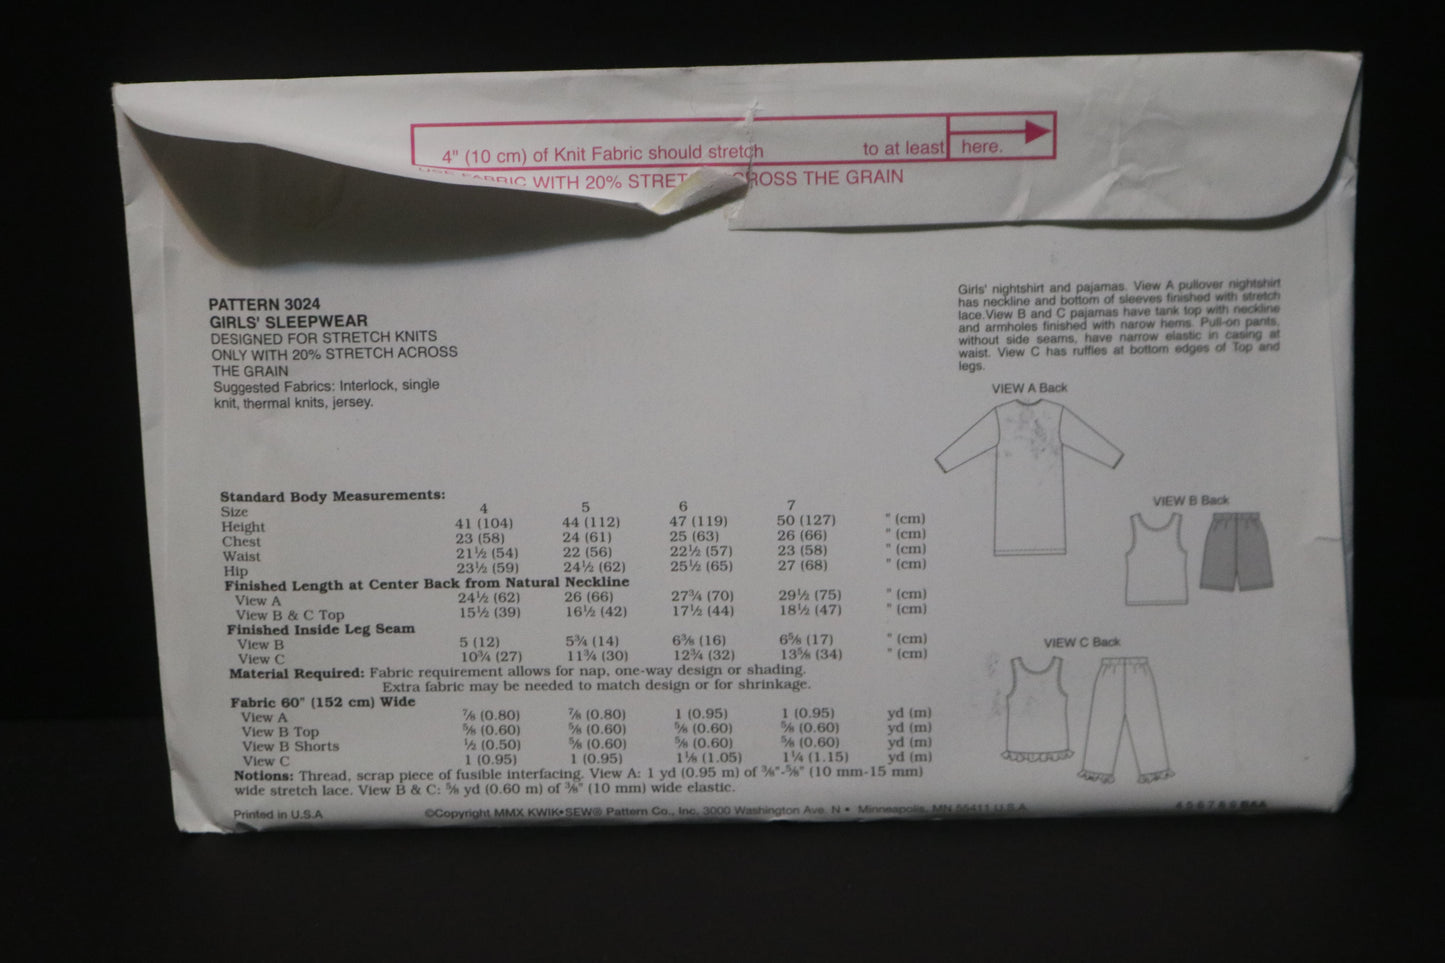 4" (10 cm) of Knit Fabric should stretch to at least here.
FABRIC WITH 20% THE GRAIN
PATTERN 3024
GIRLS' SLEEPWEAR
DESIGNED FOR STRETCH KNITS
ONLY WITH 20% STRETCH ACROSS
THE GRAIN
Suggested Fabrics: Interlock, single
knit, thermal knits, jersey.
Girls' nightshirt and pajamas. View A pullover nightshirt
has neckline and bottom of sleeves finished with stretch
lace.View B and C pajamas have tank top with neckline
and armholes finished with narow hems. Pull-on pants,
without side seams, have narrow elastic in casing at
waist. View C has ruffles at bottom edges of Top and
legs.
VIEW A Back
VIEW B Back
VIEW C Back
Standard Body Measurements:
Size 4 5 6 7
Height 41 (104) 44 (112) 47 (119) 50 (127) " (cm)
Chest 23 (58) 24 (61) 25 (63) 26 (66) " (cm)
Waist 21½ (54) 22 (56) 22½ (57) 23 (58) " (cm)
Hip 23½ (59) 24½ (62) 25½ (65) 27 (68) " (cm)
Finished Length at Center Back from Natural Neckline
View A 24½ (62) 26 (66) 27¾ (70) 29½ (75) " (cm)
View B & C Top 15½ (39) 16½ (42) 17½ (44) 18½ (47) " (cm)
Finished Inside Leg Seam
View B 5 (12) 5¾ (14) 6⅜ (16) 6⅝ (17) " (cm)
View C 10¾ (27) 11¾ (30) 12¾ (32) 13⅝ (34) " (cm)
Material Required: Fabric requirement allows for nap, one-way design or shading.
Extra fabric may be needed to match design or for shrinkage.
Fabric 60" (152 cm) Wide
View A ⅞ (0.80) ⅞ (0.80) 1 (0.95) 1 (0.95) yd (m)
View B Top ⅝ (0.60) ⅝ (0.60) ⅝ (0.60) ⅝ (0.60) yd (m)
View B Shorts ½ (0.50) ⅝ (0.60) ⅝ (0.60) ⅝ (0.60) yd (m)
View C 1 (0.95) 1 (0.95) 1⅛ (1.05) 1¼ (1.15) yd (m)
Notions: Thread, scrap piece of fusible interfacing. View A: 1 yd (0.95 m) of ⅜"-⅝" (10 mm-15 mm)
wide stretch lace. View B & C: ⅝ yd (0.60 m) of ⅜" (10 mm) wide elastic.
Printed in U.S.A ©Copyright MMX KWIK•SEW® Pattern Co., Inc. 3000 Washington Ave. N • Minneapolis, MN 55411 U.S.A